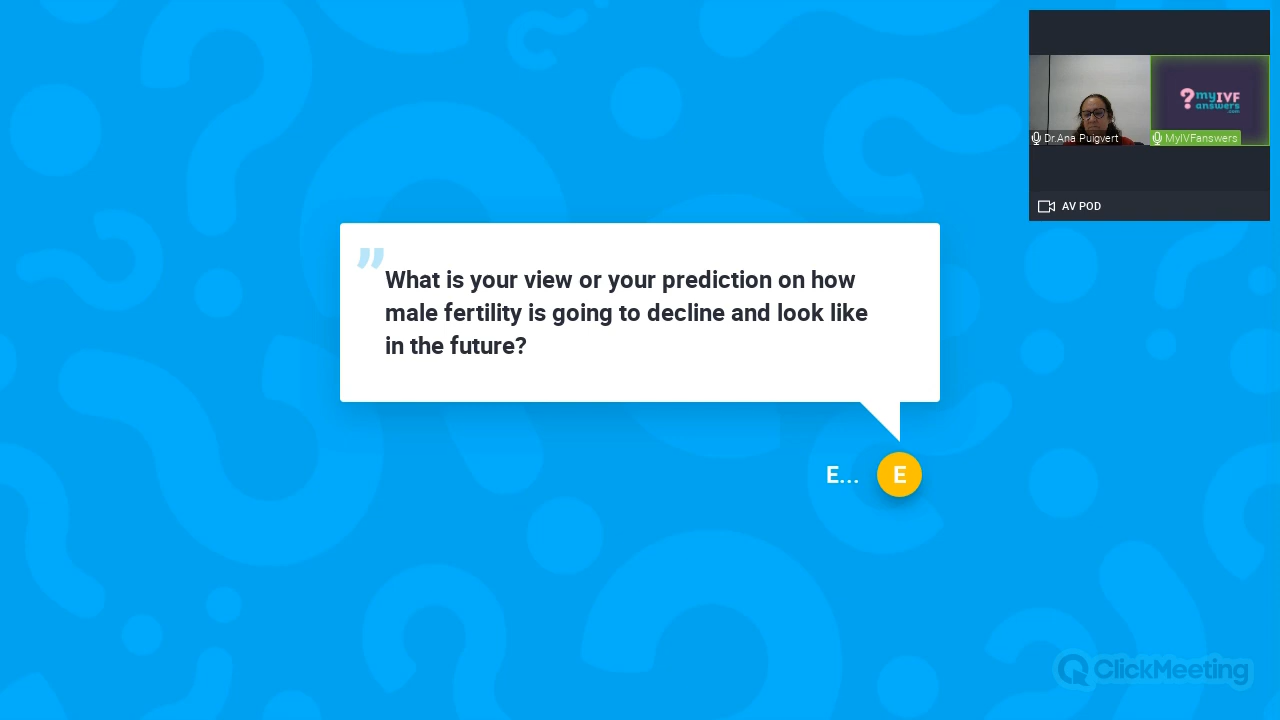 myIVF
answers
.com
Dr.Ana Puigvert
MyIVFanswers
AV POD
”
What is your view or your prediction on how
male fertility is going to decline and look like
in the future?
E...
E
ClickMeeting